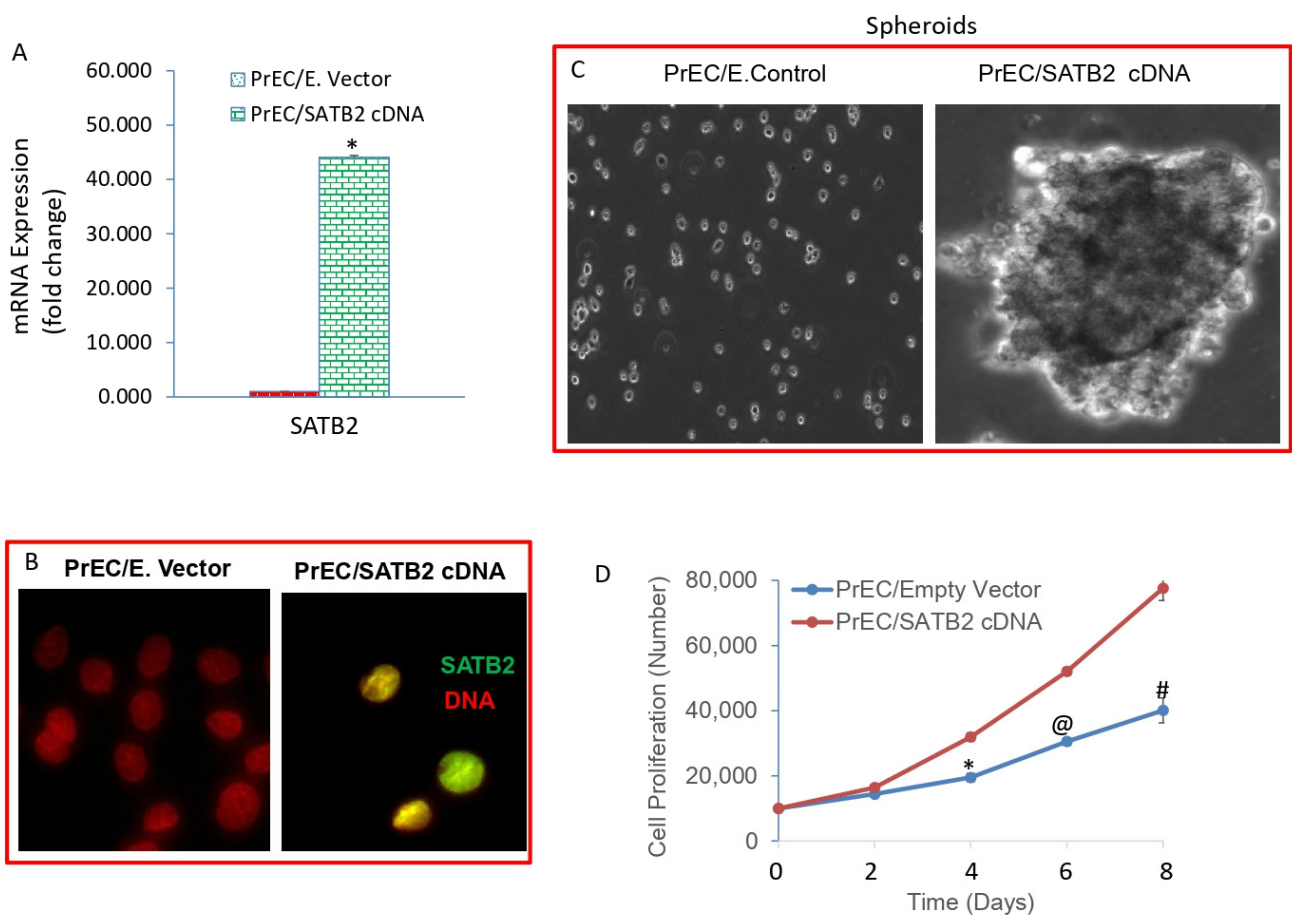 Spheroids
A
60.000
50.000
40.000
30.000
20.000
10.000
0.000
mRNA Expression
(fold change)
PrEC/E. Vector
PrEC/SATB2 cDNA
*
SATB2
C
PrEC/E.Control
PrEC/SATB2 cDNA
B
PrEC/E. Vector
PrEC/SATB2 cDNA
SATB2
DNA
D
80,000
60,000
40,000
20,000
0
Cell Proliferation (Number)
PrEC/Empty Vector
PrEC/SATB2 cDNA
*
@
#
0 2 4 6 8
Time (Days)